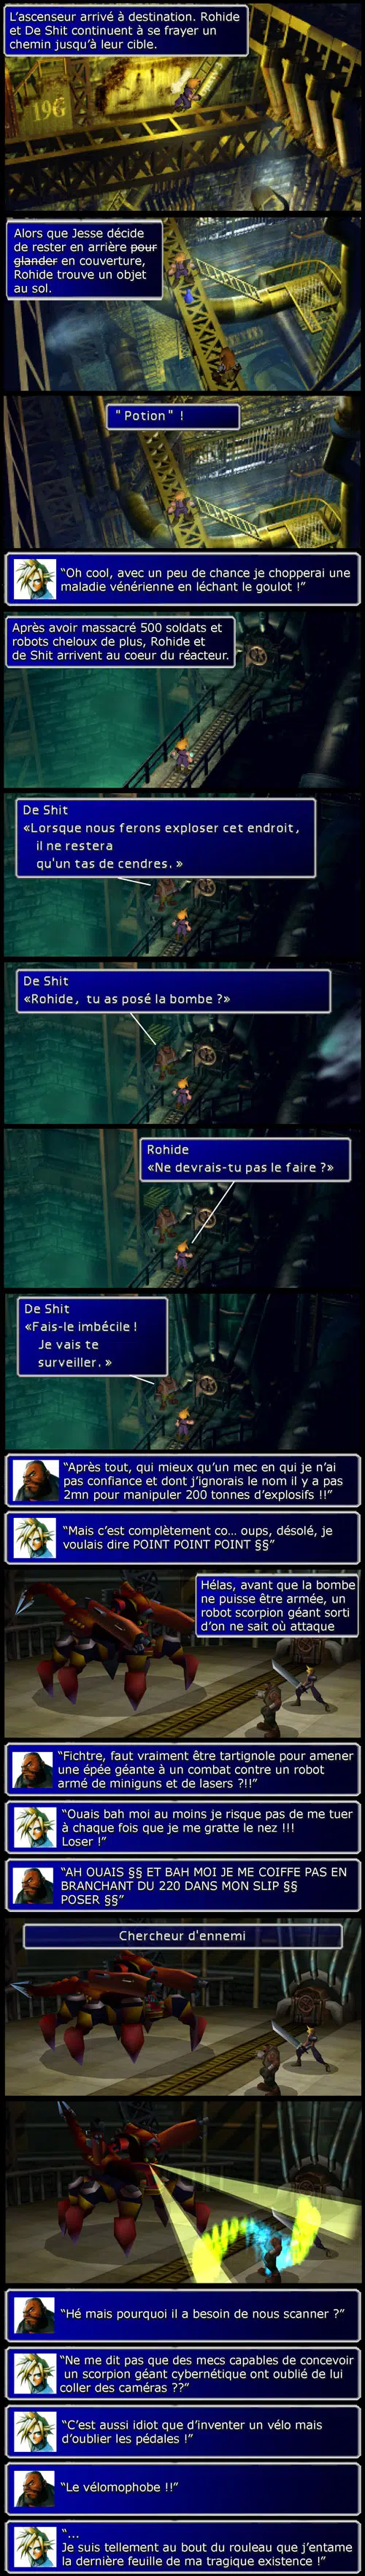 L'ascenseur arrivé à destination. Rohide
et De Shit continuent à se frayer un
chemin jusqu'à leur cible.
19G
Alors que Jesse décide
de rester en arrière pour
glander en couverture,
Rohide trouve un objet
au sol.
"Potion" !
“Oh cool, avec un peu de chance je chopperai une
maladie vénérienne en léchant le goulot !”
Après avoir massacré 500 soldats et
robots cheloux de plus, Rohide et
de Shit arrivent au coeur du réacteur.
De Shit
«Lorsque nous ferons exploser cet endroit,
il ne restera
qu'un tas de cendres. »
De Shit
«Rohide, tu as posé la bombe ?»
Rohide
«Ne devrais-tu pas le faire ?»
De Shit
«Fais-le imbécile !
Je vais te
surveiller. »
“Après tout, qui mieux qu’un mec en qui je n’ai
pas confiance et dont j’ignorais le nom il y a pas
2mn pour manipuler 200 tonnes d’explosifs !!”
“Mais c’est complètement co… oups, désolé, je
voulais dire POINT POINT POINT §§”
Hélas, avant que la bombe
ne puisse être armée, un
robot scorpion géant sorti
d’on ne sait où attaque
“Fichtre, faut vraiment être tartignole pour amener
une épée géante à un combat contre un robot
armé de miniguns et de lasers ?!!”
“Ouais bah moi au moins je risque pas de me tuer
à chaque fois que je me gratte le nez !!!
Loser !”
“AH OUAIS §§ ET BAH MOI JE ME COIFFE PAS EN
BRANCHANT DU 220 DANS MON SLIP §§
POSER §§”
Chercheur d'ennemi
“Hé mais pourquoi il a besoin de nous scanner ?”
“Ne me dit pas que des mecs capables de concevoir
un scorpion géant cybernétique ont oublié de lui
coller des caméras ??”
“C’est aussi idiot que d’inventer un vélo mais
d’oublier les pédales !”
“Le vélomophobe !!”
“…
Je suis tellement au bout du rouleau que j’entame
la dernière feuille de ma tragique existence !”